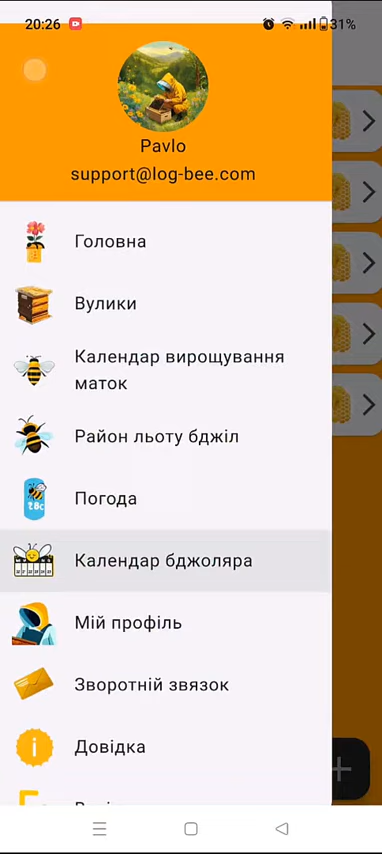 20:26
31%
Pavlo
support@log-bee.com
Головна
Вулики
Календар вирощування
маток
Район льоту бджіл
Погода
Календар бджоляра
Мій профіль
Зворотній звязок
Довідка